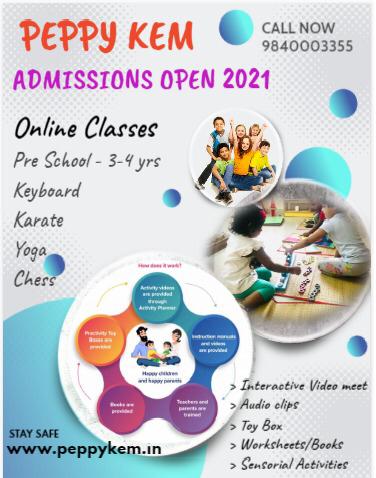 PEPPY KEM
CALL NOW
9840003355
ADMISSIONS OPEN 2021
Online Classes
Pre School - 3-4 yrs
Keyboard
Karate
Yoga
Chess
How does it work?
Activity videos
are provided
through
Activity Planner
Practivity Toy
Boxes are
provided
Instruction manuals
and videos
are provided
Happy children
and happy parents
Books are
provided
Teachers and
parents are
trained
> Interactive Video meet
> Audio clips
> Toy Box
> Worksheets/Books
> Sensorial Activities
STAY SAFE
www.peppykem.in